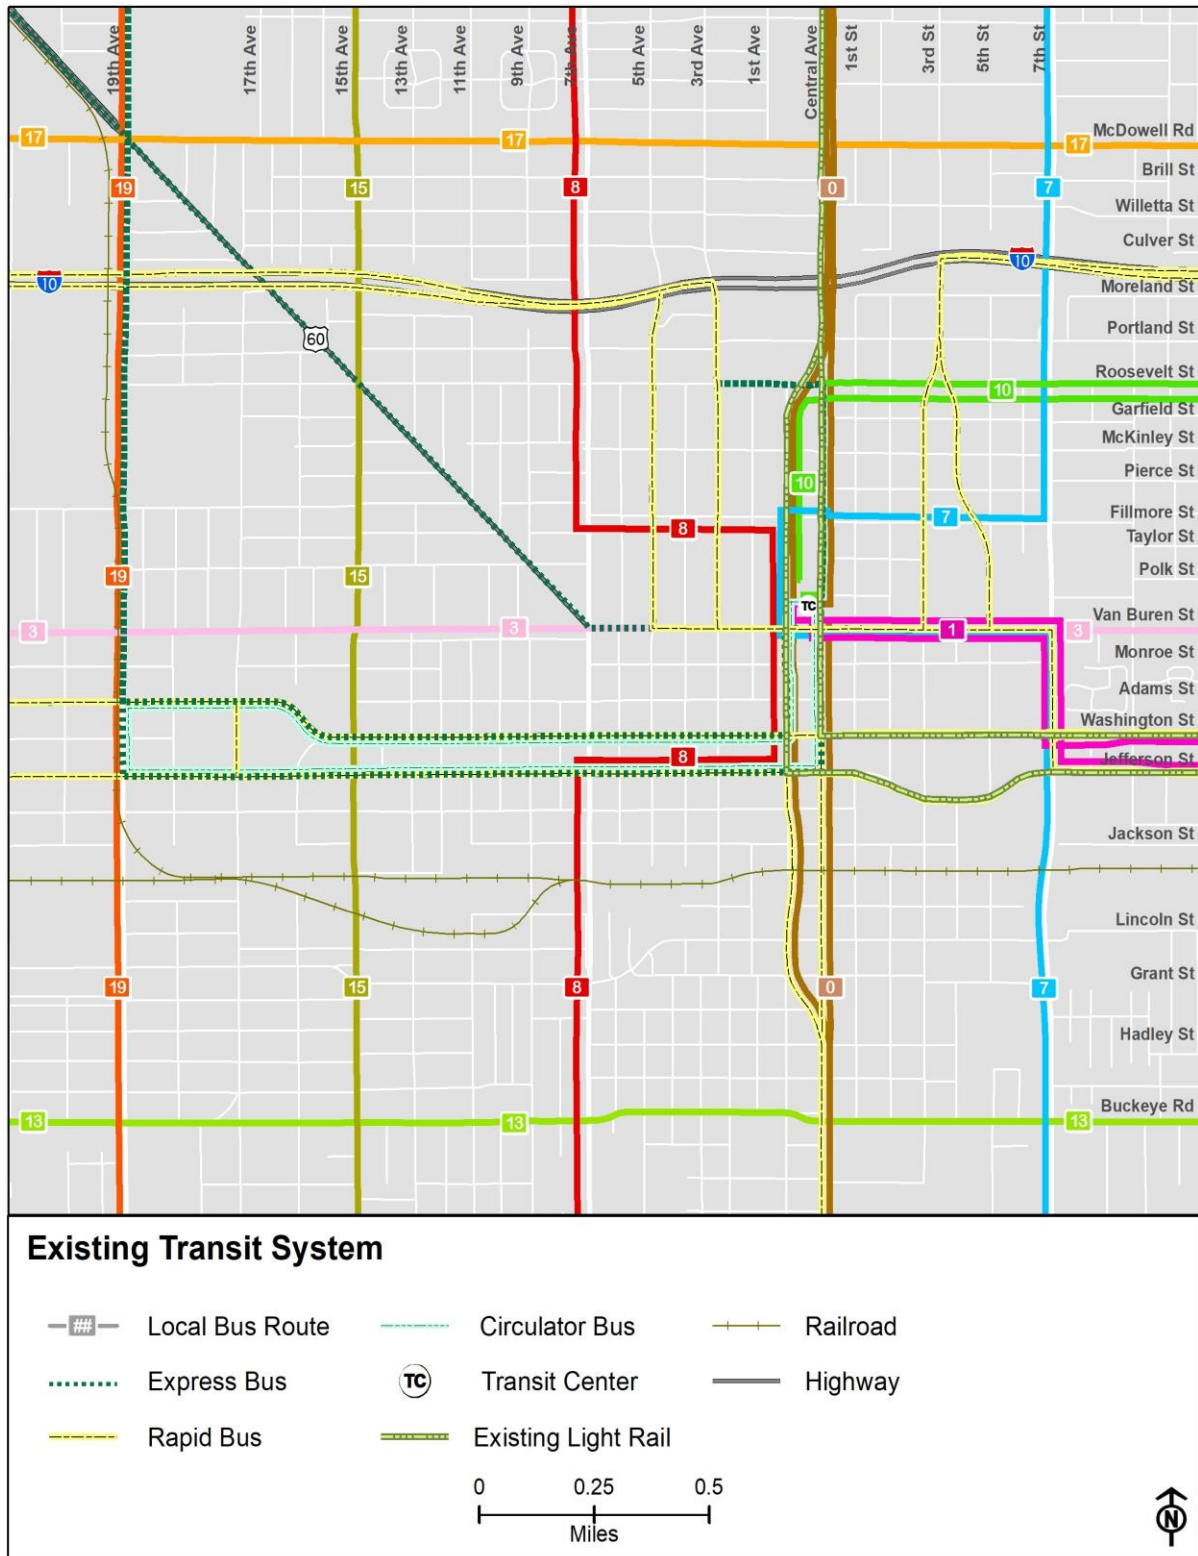 19th Ave
17th Ave
15th Ave
13th Ave
11th Ave
9th Ave
7th Ave
5th Ave
3rd Ave
1st Ave
Central Ave
1st St
3rd St
5th St
7th St
17
17
17
McDowell Rd
Brill St
19
15
8
0
7
Willetta St
Culver St
10
10
Moreland St
Portland St
60
Roosevelt St
10
Garfield St
McKinley St
10
Pierce St
Fillmore St
8
7
Taylor St
19
15
Polk St
TC
Van Buren St
3
3
1
3
Monroe St
Adams St
Washington St
8
Jefferson St
Jackson St
Lincoln St
Grant St
19
15
8
0
7
Hadley St
Buckeye Rd
13
13
13
Existing Transit System
## Local Bus Route
Circulator Bus
Railroad
Express Bus
TC Transit Center
Highway
Rapid Bus
Existing Light Rail
0 0.25 0.5
Miles
N